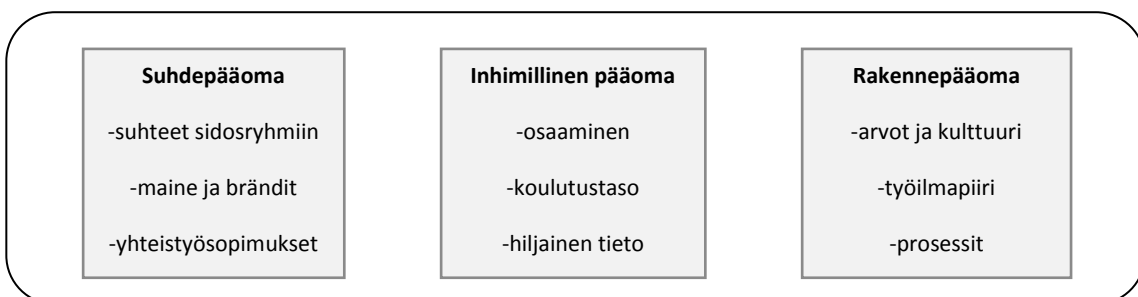 Suhdepääoma
-suhteet sidosryhmiin
-maine ja brändit
-yhteistyösopimukset
Inhimillinen pääoma
-osaaminen
-koulutustaso
-hiljainen tieto
Rakennepääoma
-arvot ja kulttuuri
-työilmapiiri
-prosessit